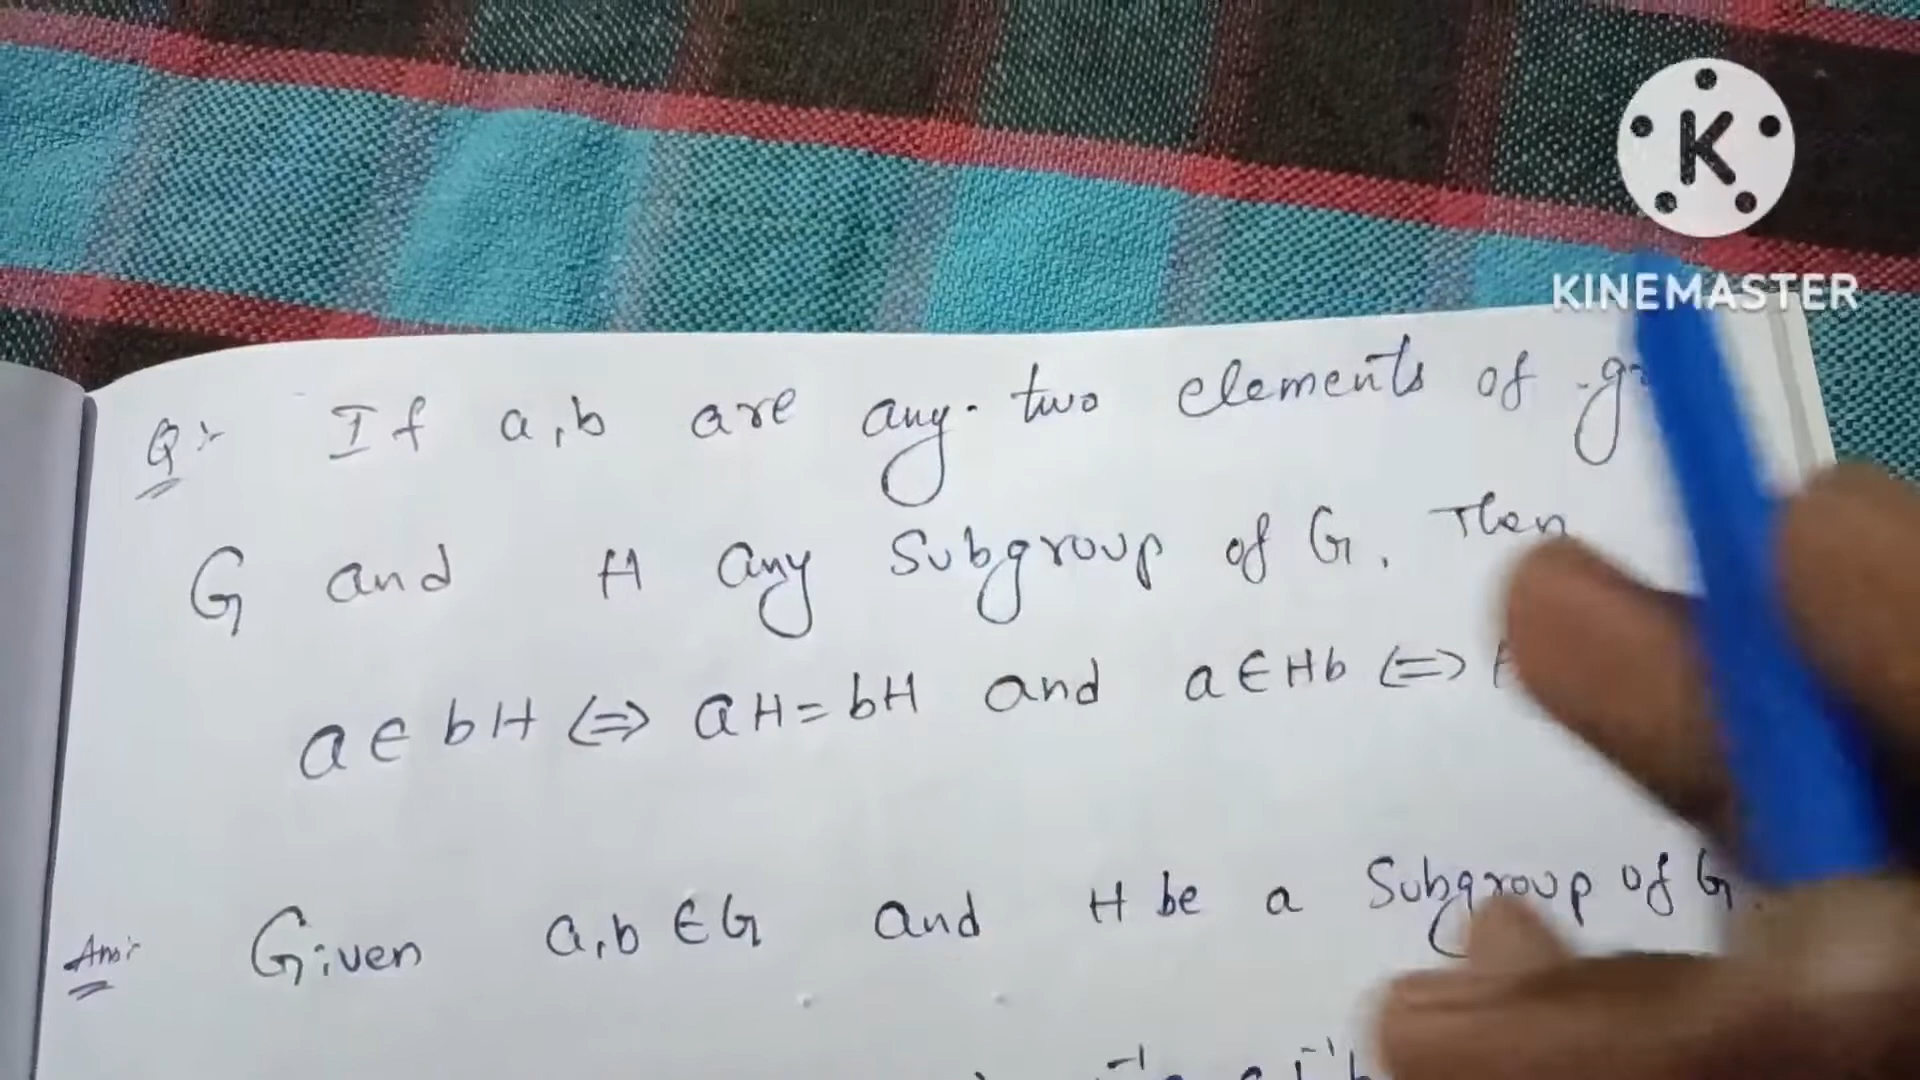 KINEMASTER
Q:- If a,b are any two elements of
G and H any subgroup of G. Then
a∈bH ⇔ aH=bH and a∈Hb ⇔
Ans:- Given a,b ∈G and H be a Subgroup of G.